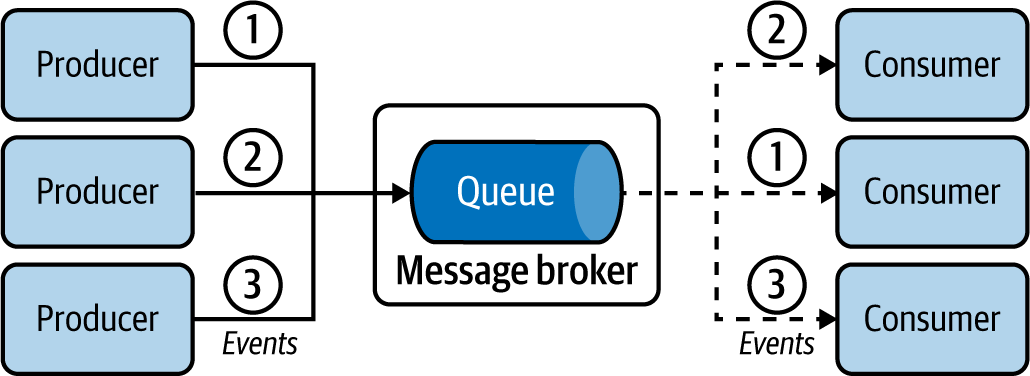 Producer
1
Producer
2
Producer
3
Events
Queue
Message broker
2
Consumer
1
Consumer
3
Consumer
Events